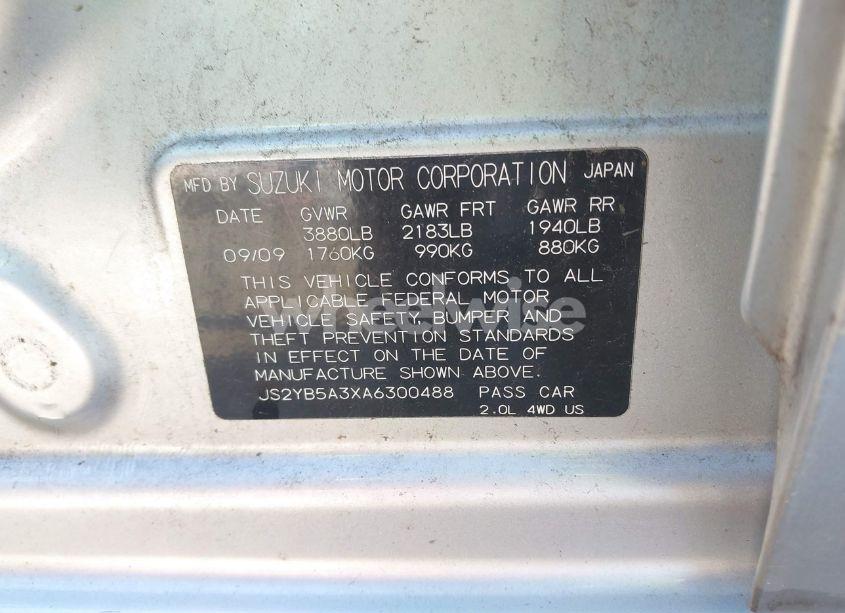 MFD BY SUZUKI MOTOR CORPORATION JAPAN
DATE GVWR GAWR FRT GAWR RR
3880LB 2183LB 1940LB
09/09 1760KG 990KG 880KG
THIS VEHICLE CONFORMS TO ALL
APPLICABLE FEDERAL MOTOR
VEHICLE SAFETY, BUMPER AND
THEFT PREVENTION STANDARDS
IN EFFECT ON THE DATE OF
MANUFACTURE SHOWN ABOVE.
JS2YB5A3XA6300488 PASS CAR
2.0L 4WD US